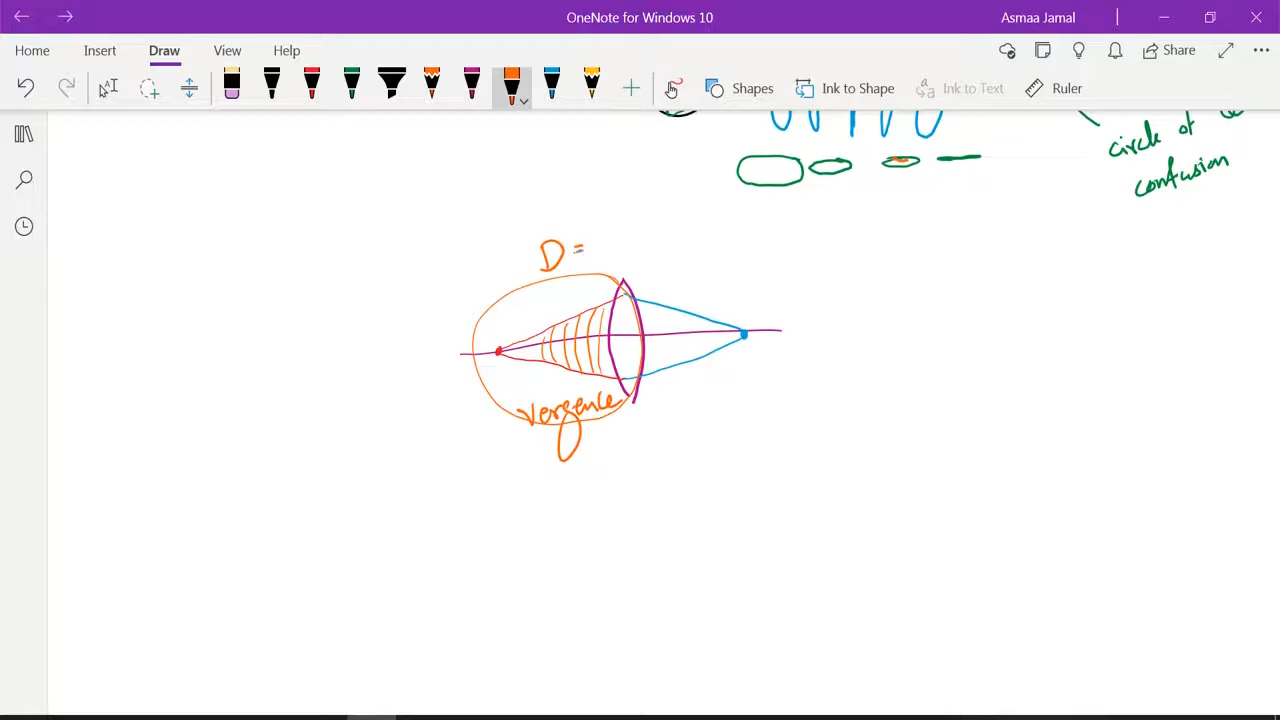 OneNote for Windows 10
Asmaa Jamal
Home Insert Draw View Help
Share
Shapes Ink to Shape Ink to Text Ruler
circle of
confusion
D =
vergence